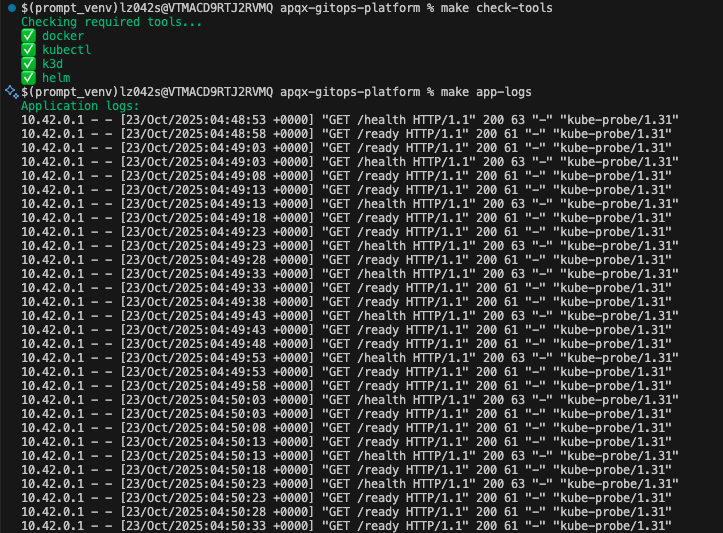 $(prompt_venv)lz042s@VTMACD9RTJ2RVMQ apqx-gitops-platform % make check-tools
Checking required tools...
✅ docker
✅ kubectl
✅ k3d
✅ helm
$(prompt_venv)lz042s@VTMACD9RTJ2RVMQ apqx-gitops-platform % make app-logs
Application logs:
10.42.0.1 - - [23/Oct/2025:04:48:53 +0000] "GET /health HTTP/1.1" 200 63 "-" "kube-probe/1.31"
10.42.0.1 - - [23/Oct/2025:04:48:58 +0000] "GET /ready HTTP/1.1" 200 61 "-" "kube-probe/1.31"
10.42.0.1 - - [23/Oct/2025:04:49:03 +0000] "GET /ready HTTP/1.1" 200 61 "-" "kube-probe/1.31"
10.42.0.1 - - [23/Oct/2025:04:49:03 +0000] "GET /health HTTP/1.1" 200 63 "-" "kube-probe/1.31"
10.42.0.1 - - [23/Oct/2025:04:49:08 +0000] "GET /ready HTTP/1.1" 200 61 "-" "kube-probe/1.31"
10.42.0.1 - - [23/Oct/2025:04:49:13 +0000] "GET /ready HTTP/1.1" 200 61 "-" "kube-probe/1.31"
10.42.0.1 - - [23/Oct/2025:04:49:13 +0000] "GET /health HTTP/1.1" 200 63 "-" "kube-probe/1.31"
10.42.0.1 - - [23/Oct/2025:04:49:18 +0000] "GET /ready HTTP/1.1" 200 61 "-" "kube-probe/1.31"
10.42.0.1 - - [23/Oct/2025:04:49:23 +0000] "GET /ready HTTP/1.1" 200 61 "-" "kube-probe/1.31"
10.42.0.1 - - [23/Oct/2025:04:49:23 +0000] "GET /health HTTP/1.1" 200 63 "-" "kube-probe/1.31"
10.42.0.1 - - [23/Oct/2025:04:49:28 +0000] "GET /ready HTTP/1.1" 200 61 "-" "kube-probe/1.31"
10.42.0.1 - - [23/Oct/2025:04:49:33 +0000] "GET /health HTTP/1.1" 200 63 "-" "kube-probe/1.31"
10.42.0.1 - - [23/Oct/2025:04:49:33 +0000] "GET /ready HTTP/1.1" 200 61 "-" "kube-probe/1.31"
10.42.0.1 - - [23/Oct/2025:04:49:38 +0000] "GET /ready HTTP/1.1" 200 61 "-" "kube-probe/1.31"
10.42.0.1 - - [23/Oct/2025:04:49:43 +0000] "GET /health HTTP/1.1" 200 63 "-" "kube-probe/1.31"
10.42.0.1 - - [23/Oct/2025:04:49:43 +0000] "GET /ready HTTP/1.1" 200 61 "-" "kube-probe/1.31"
10.42.0.1 - - [23/Oct/2025:04:49:48 +0000] "GET /ready HTTP/1.1" 200 61 "-" "kube-probe/1.31"
10.42.0.1 - - [23/Oct/2025:04:49:53 +0000] "GET /health HTTP/1.1" 200 63 "-" "kube-probe/1.31"
10.42.0.1 - - [23/Oct/2025:04:49:53 +0000] "GET /ready HTTP/1.1" 200 61 "-" "kube-probe/1.31"
10.42.0.1 - - [23/Oct/2025:04:49:58 +0000] "GET /ready HTTP/1.1" 200 61 "-" "kube-probe/1.31"
10.42.0.1 - - [23/Oct/2025:04:50:03 +0000] "GET /health HTTP/1.1" 200 63 "-" "kube-probe/1.31"
10.42.0.1 - - [23/Oct/2025:04:50:03 +0000] "GET /ready HTTP/1.1" 200 61 "-" "kube-probe/1.31"
10.42.0.1 - - [23/Oct/2025:04:50:08 +0000] "GET /ready HTTP/1.1" 200 61 "-" "kube-probe/1.31"
10.42.0.1 - - [23/Oct/2025:04:50:13 +0000] "GET /ready HTTP/1.1" 200 61 "-" "kube-probe/1.31"
10.42.0.1 - - [23/Oct/2025:04:50:13 +0000] "GET /health HTTP/1.1" 200 63 "-" "kube-probe/1.31"
10.42.0.1 - - [23/Oct/2025:04:50:18 +0000] "GET /ready HTTP/1.1" 200 61 "-" "kube-probe/1.31"
10.42.0.1 - - [23/Oct/2025:04:50:23 +0000] "GET /health HTTP/1.1" 200 63 "-" "kube-probe/1.31"
10.42.0.1 - - [23/Oct/2025:04:50:23 +0000] "GET /ready HTTP/1.1" 200 61 "-" "kube-probe/1.31"
10.42.0.1 - - [23/Oct/2025:04:50:28 +0000] "GET /ready HTTP/1.1" 200 61 "-" "kube-probe/1.31"
10.42.0.1 - - [23/Oct/2025:04:50:33 +0000] "GET /ready HTTP/1.1" 200 61 "-" "kube-probe/1.31"